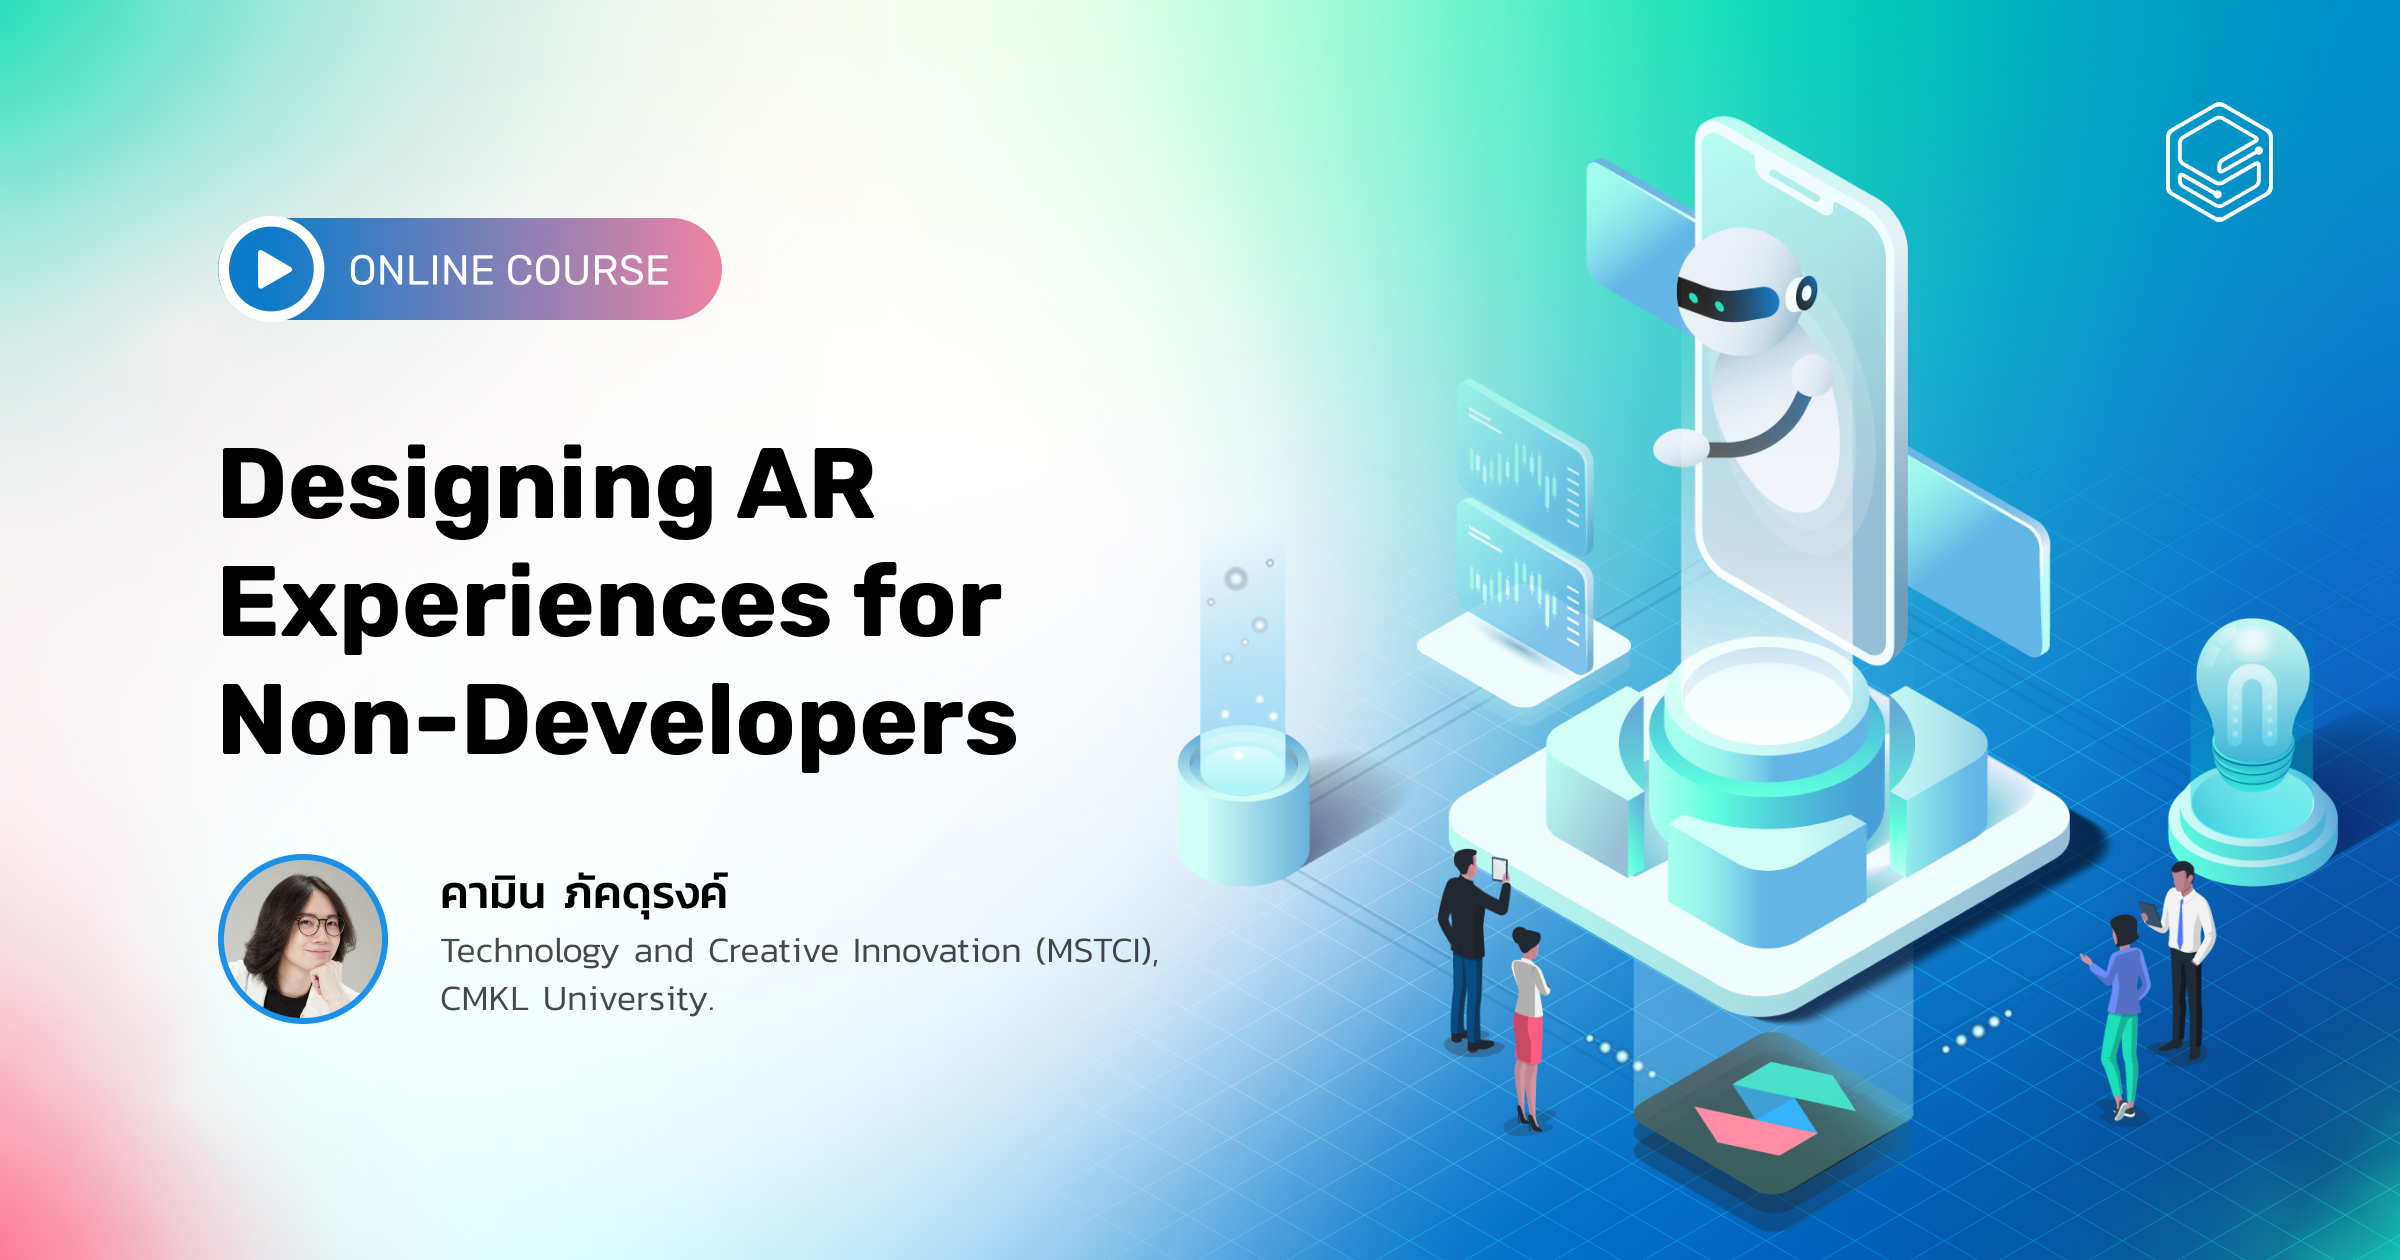 ONLINE COURSE
Designing AR
Experiences for
Non-Developers
คามิน ภัคดุรงค์
Technology and Creative Innovation (MSTCI),
CMKL University.